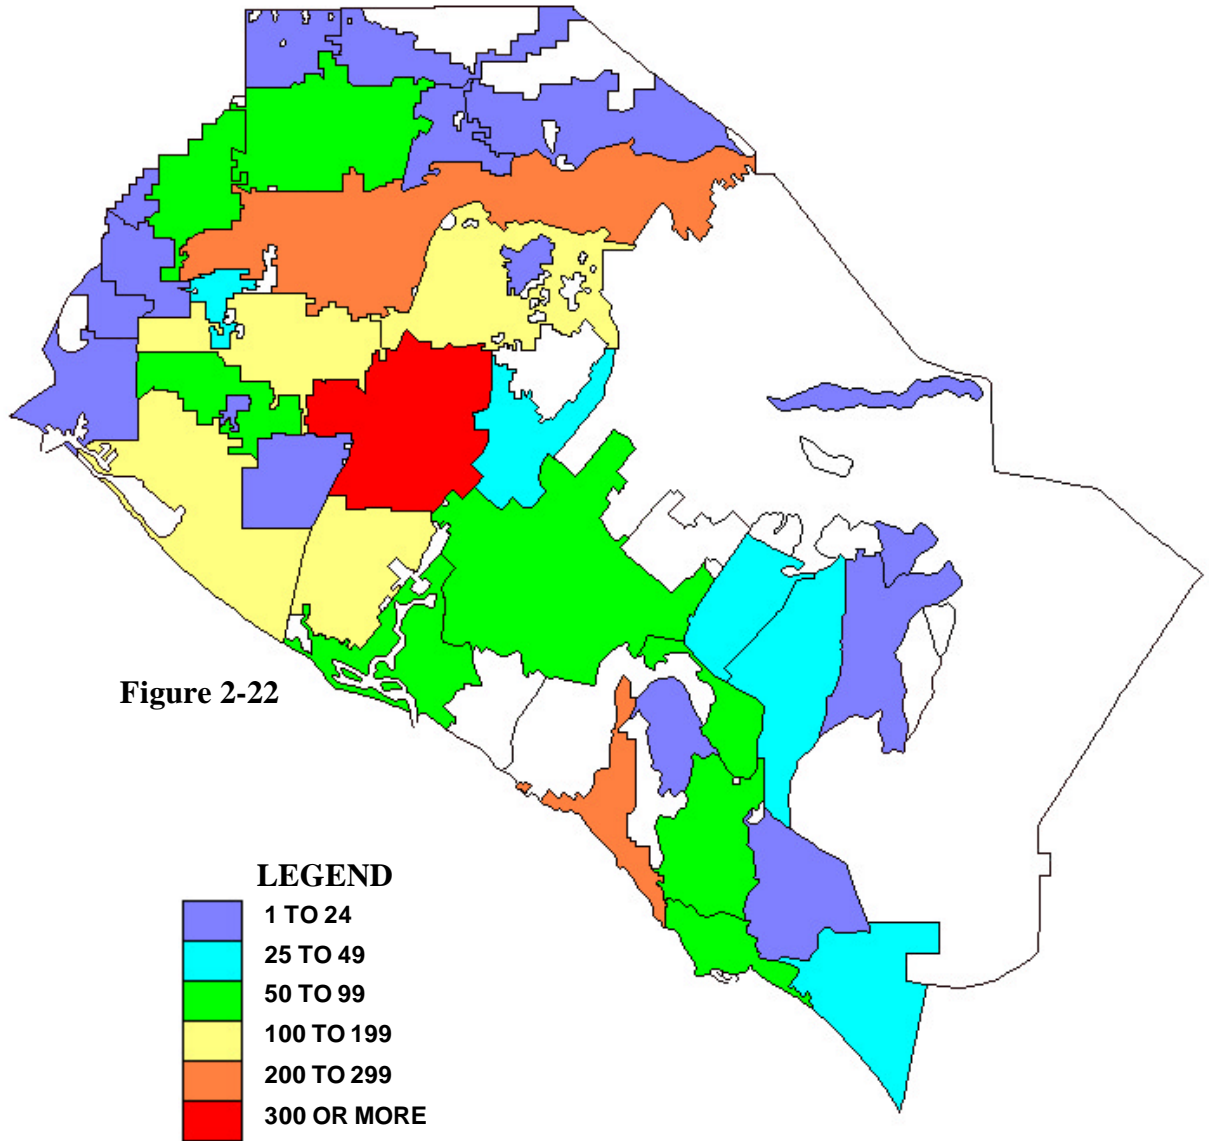 Figure 2-22
LEGEND
1 TO 24
25 TO 49
50 TO 99
100 TO 199
200 TO 299
300 OR MORE